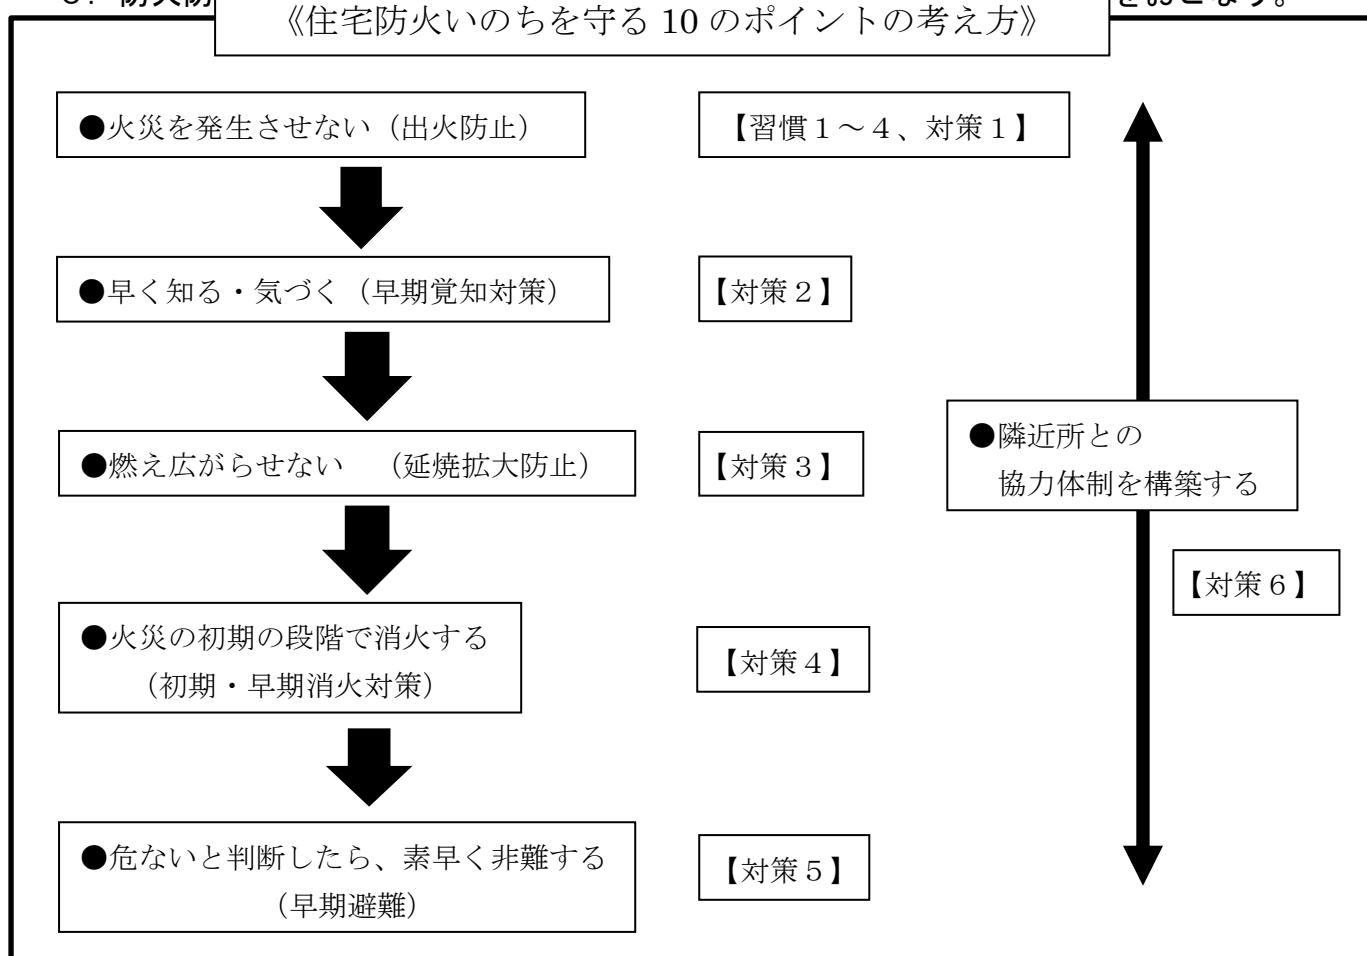 《住宅防火いのちを守る 10 のポイントの考え方》
●火災を発生させない（出火防止）
【習慣１～４、対策１】
●早く知る・気づく（早期覚知対策）
【対策２】
●燃え広がらせない　（延焼拡大防止）
【対策３】
●隣近所との
協力体制を構築する
【対策６】
●火災の初期の段階で消火する
（初期・早期消火対策）
【対策４】
●危ないと判断したら、素早く非難する
（早期避難）
【対策５】